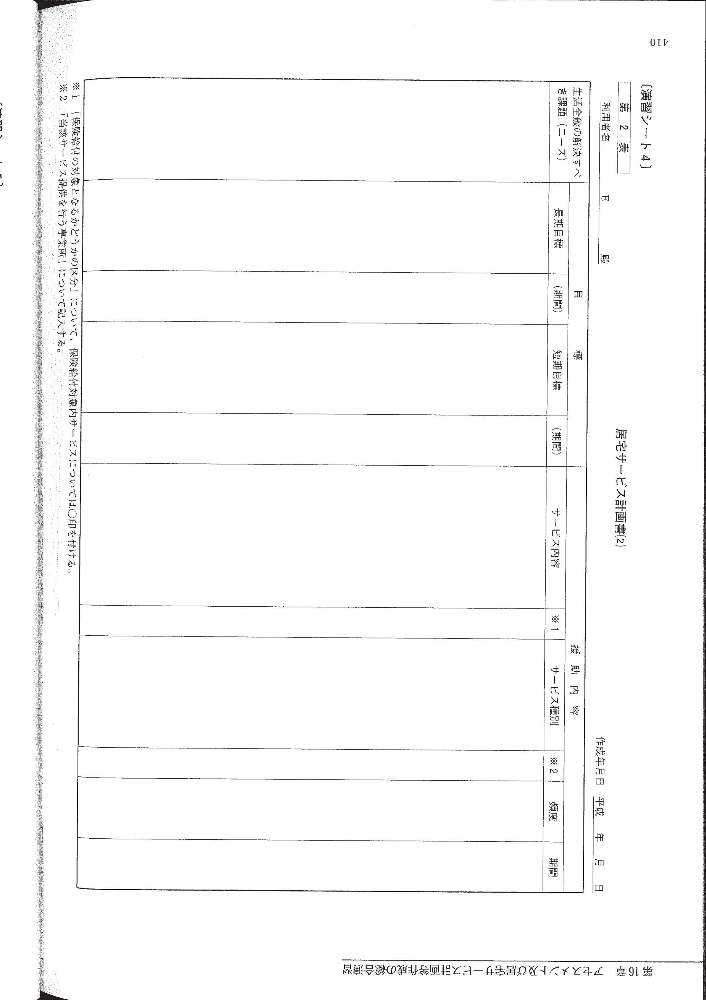 410
第16章　アセスメント及び居宅サービス計画等作成の総合演習
〔演習シート4〕
第 2 表
居宅サービス計画書(2)
利用者名　E　殿
作成年月日　平成　年　月　日
生活全般の解決すべ
き課題（ニーズ）
目　標
援 助 内 容
長期目標
（期間）
短期目標
（期間）
サービス内容
※1
サービス種別
※2
頻度
期間
※1　「保険給付の対象となるかどうかの区分」について、保険給付対象内サービスについては○印を付ける。
※2　「当該サービス提供を行う事業所」について記入する。